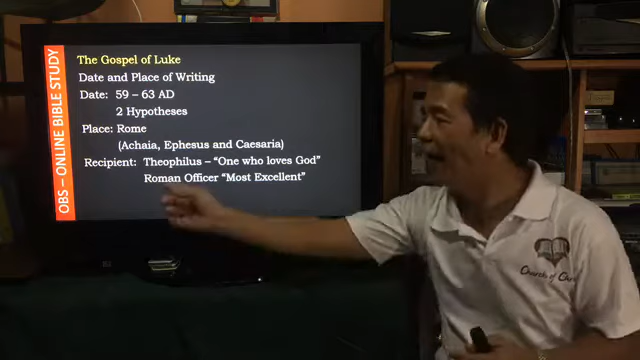 OBS – ONLINE BIBLE STUDY
The Gospel of Luke
Date and Place of Writing
Date: 59 – 63 AD
2 Hypotheses
Place: Rome
(Achaia, Ephesus and Caesaria)
Recipient: Theophilus – “One who loves God”
Roman Officer “Most Excellent”
Church of Christ